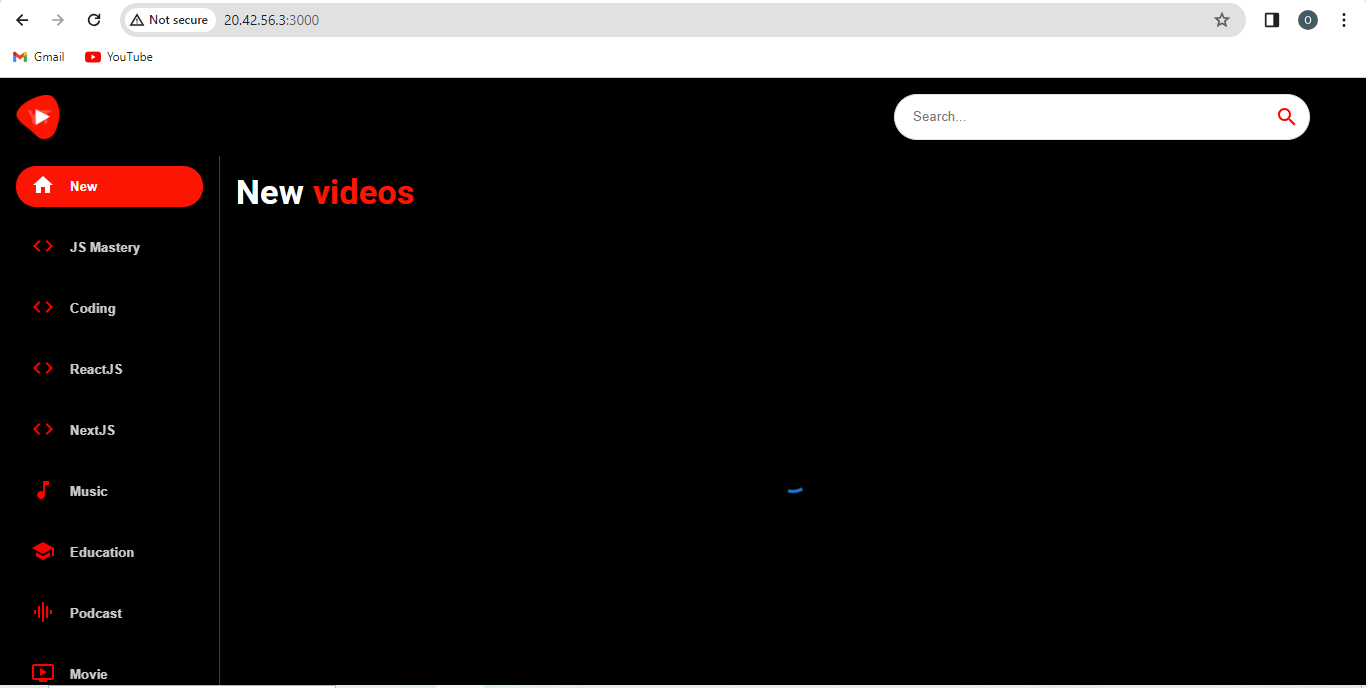 Not secure
20.42.56.3:3000
O
Gmail
YouTube
Search...
New
New videos
JS Mastery
Coding
ReactJS
NextJS
Music
Education
Podcast
Movie